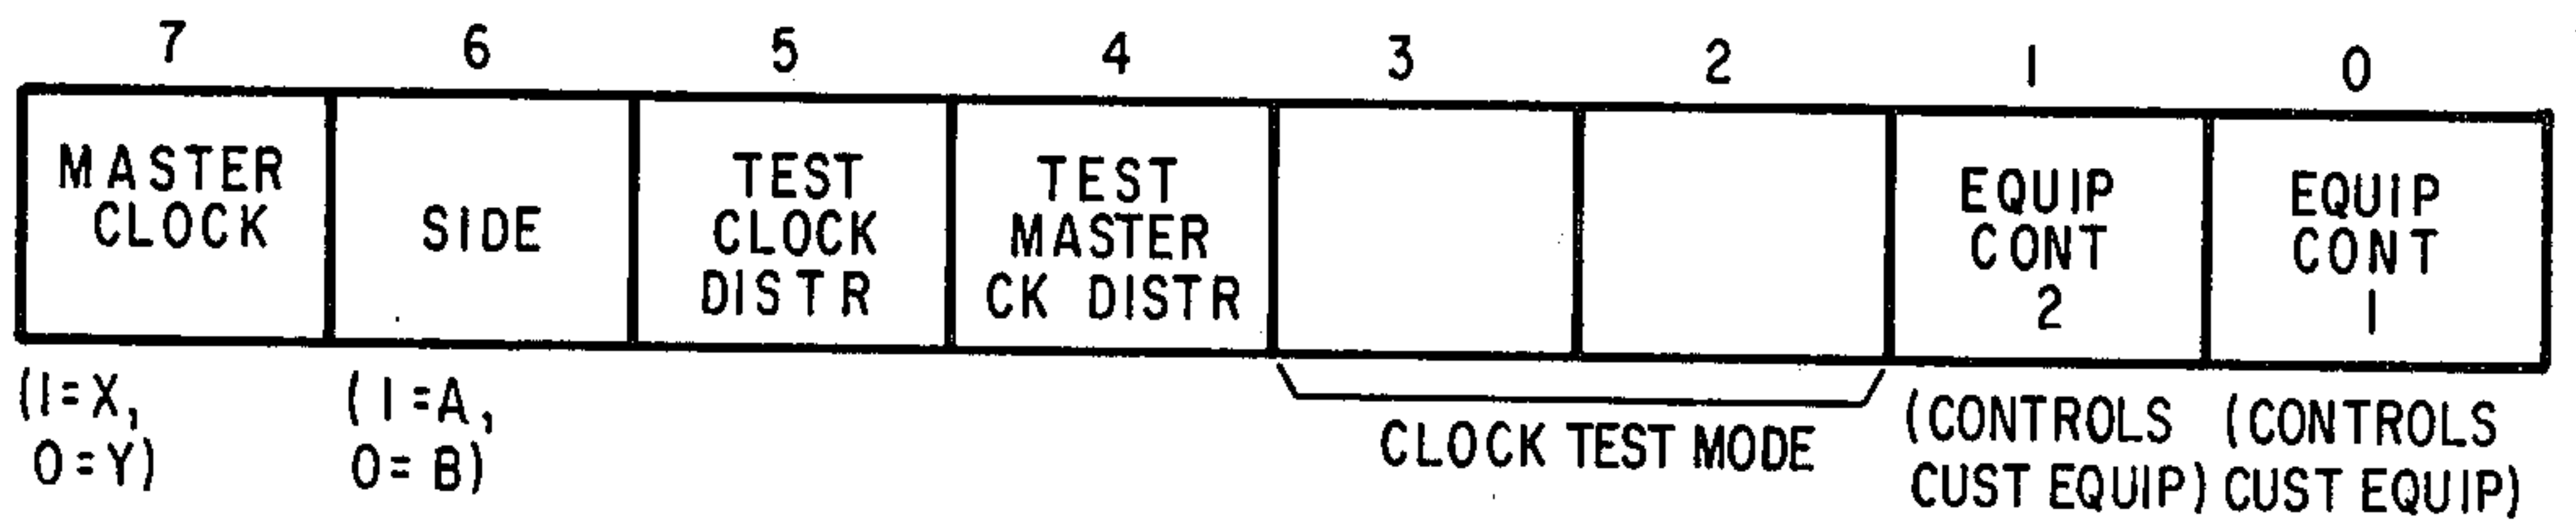 7 6 5 4 3 2 1 0
MASTER
CLOCK
SIDE
TEST
CLOCK
DISTR
TEST
MASTER
CK DISTR
EQUIP
CONT
2
EQUIP
CONT
1
(1=X,
0=Y)
(1=A,
0=B)
CLOCK TEST MODE
(CONTROLS
CUST EQUIP)
(CONTROLS
CUST EQUIP)